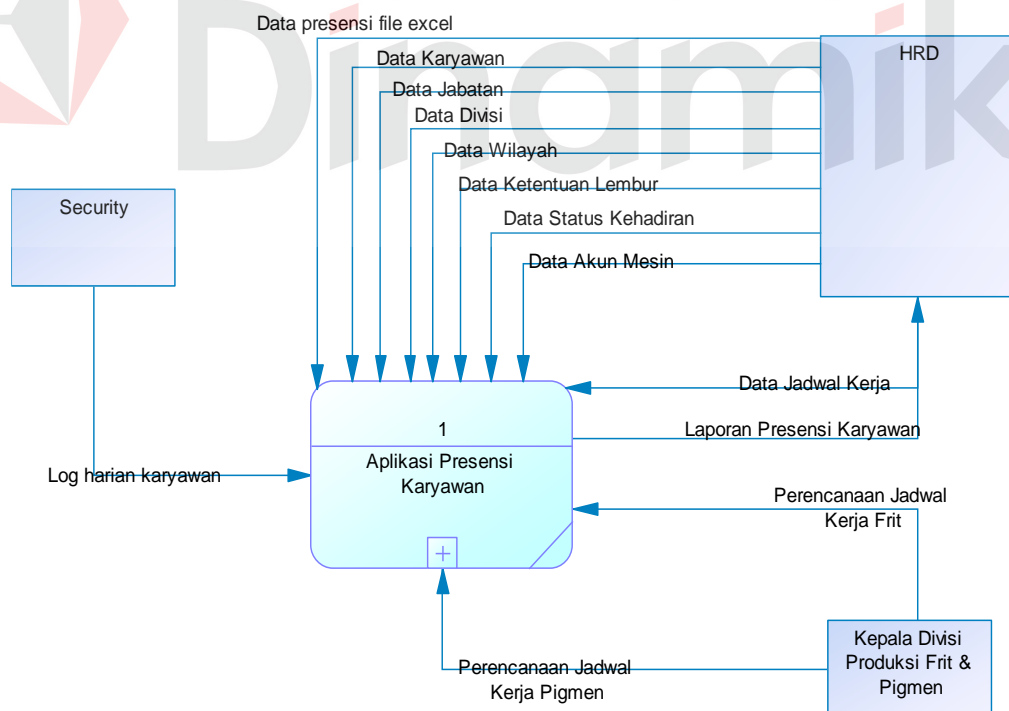 Dinamik
Data presensi file excel
HRD
Data Karyawan
Data Jabatan
Data Divisi
Data Wilayah
Data Ketentuan Lembur
Security
Data Status Kehadiran
Data Akun Mesin
Data Jadwal Kerja
1
Laporan Presensi Karyawan
Aplikasi Presensi
Karyawan
Log harian karyawan
Perencanaan Jadwal
Kerja Frit
+
Kepala Divisi
Produksi Frit &
Pigmen
Perencanaan Jadwal
Kerja Pigmen